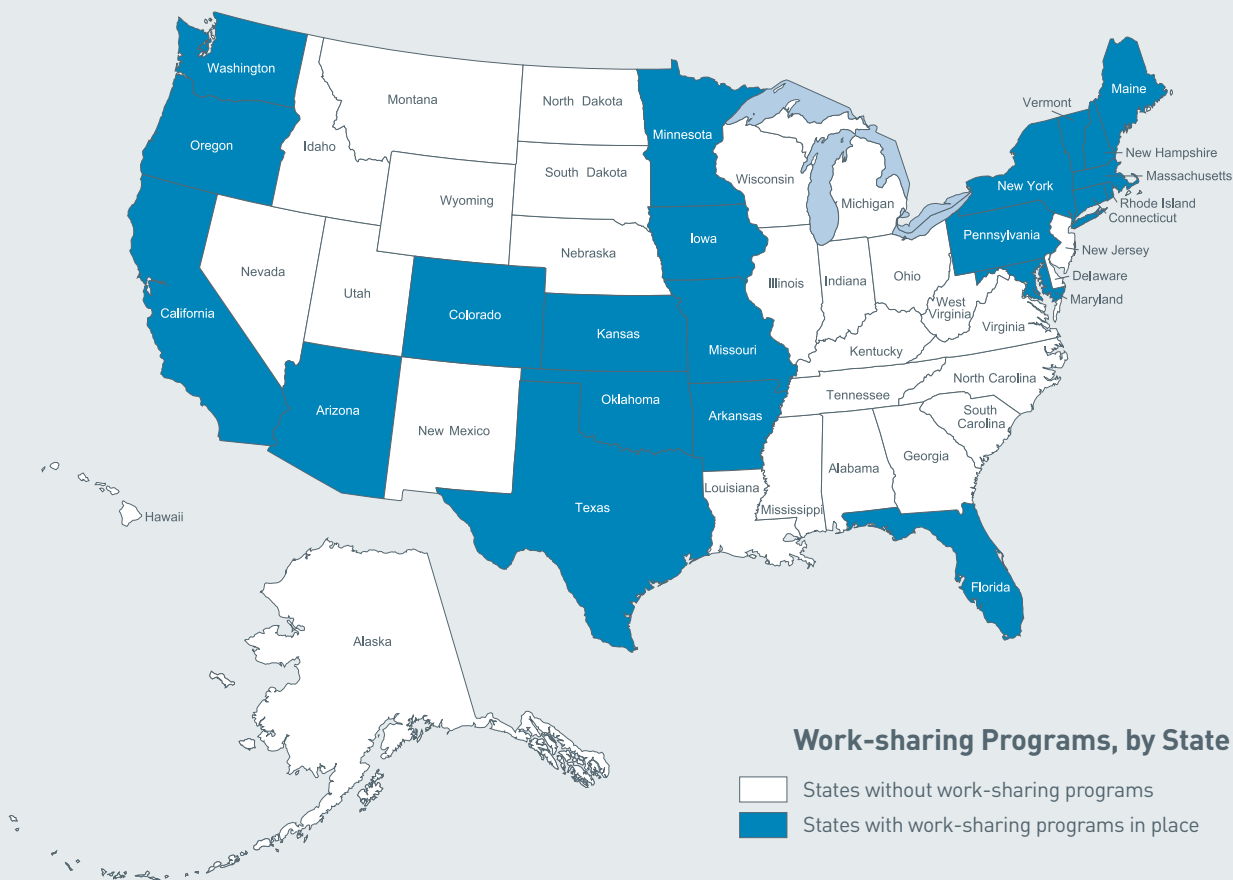 Washington
Montana
North Dakota
Minnesota
Maine
Vermont
Oregon
Idaho
South Dakota
Wisconsin
Michigan
New York
New Hampshire
Massachusetts
Rhode Island
Connecticut
Wyoming
Iowa
Pennsylvania
New Jersey
Nebraska
Nevada
Utah
Illinois
Indiana
Ohio
Delaware
Maryland
California
Colorado
Kansas
Missouri
West
Virginia
Virginia
Kentucky
Arizona
New Mexico
Oklahoma
Arkansas
Tennessee
North Carolina
South
Carolina
Texas
Louisiana
Mississippi
Alabama
Georgia
Hawaii
Florida
Alaska
Work-sharing Programs, by State
States without work-sharing programs
States with work-sharing programs in place